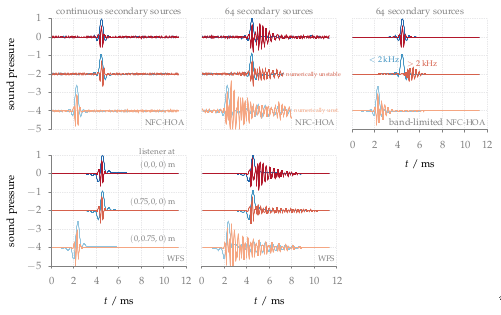 continuous secondary sources
64 secondary sources
64 secondary sources
sound pressure
1
0
−1
−2
−3
−4
−5
numerically unstable
< 2 kHz
> 2 kHz
NFC-HOA
NFC-HOA
band-limited NFC-HOA
0 2 4 6 8 10 12
t / ms
sound pressure
1
0
−1
−2
−3
−4
−5
listener at
(0,0,0) m
(0.75,0,0) m
(0,0.75,0) m
WFS
WFS
0 2 4 6 8 10 12
0 2 4 6 8 10 12
t / ms
t / ms